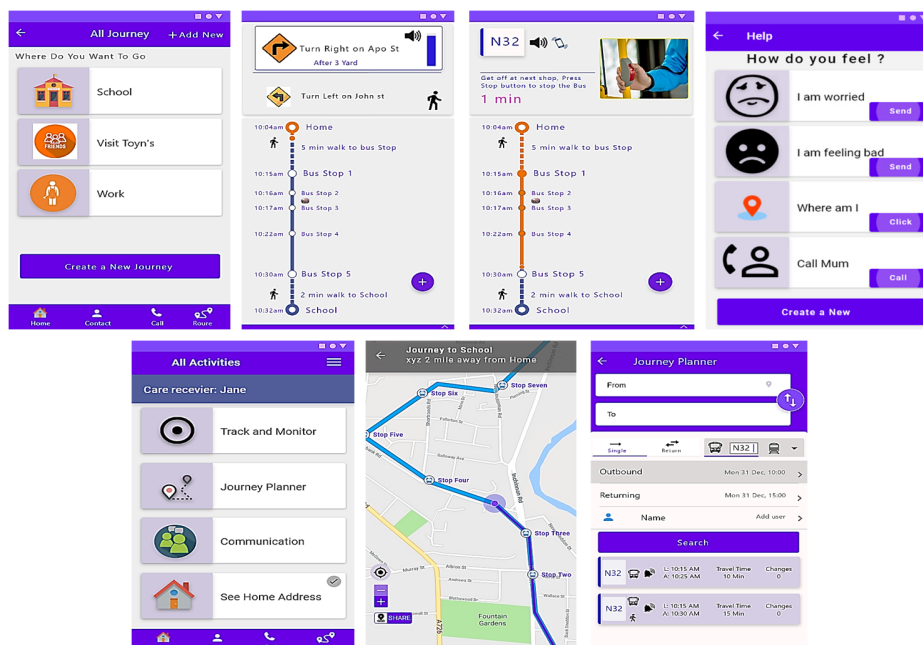 All Journey
+Add New
Where Do You Want To Go
School
FRIENDS
Visit Toyn's
Work
Create a New Journey
Home
Contact
Call
Roure
Turn Right on Apo St
After 3 Yard
Turn Left on John st
10:04am Home
5 min walk to bus Stop
10:15am Bus Stop 1
10:16am Bus Stop 2
10:17am Bus Stop 3
10:22am Bus Stop 4
10:30am Bus Stop 5
2 min walk to School
10:32am School
N32
Get off at next shop, Press
Stop button to stop the Bus
1 min
10:04am Home
5 min walk to bus Stop
10:15am Bus Stop 1
10:16am Bus Stop 2
10:17am Bus Stop 3
10:22am Bus Stop 4
10:30am Bus Stop 5
2 min walk to School
10:32am School
Help
How do you feel ?
I am worried
Send
I am feeling bad
Send
Where am I
Click
Call Mum
Call
Create a New
All Activities
Care recevier: Jane
Track and Monitor
Journey Planner
Communication
See Home Address
Journey to School
xyz 2 mile away from Home
Stop Seven
Stop Six
Stop Five
Stop Four
Stop Three
Stop Two
Galloway Ave
Murray St
Albion St
Wallace St
Fountain
Gardens
A726
SHARE
Journey Planner
From
To
Single
Return
N32
Outbound
Mon 31 Dec, 10:00
Returning
Mon 31 Dec, 15:00
Name
Add user
Search
N32
L: 10:15 AM
A: 10:25 AM
Travel Time
10 Min
Changes
0
N32
L: 10:15 AM
A: 10:30 AM
Travel Time
15 Min
Changes
0